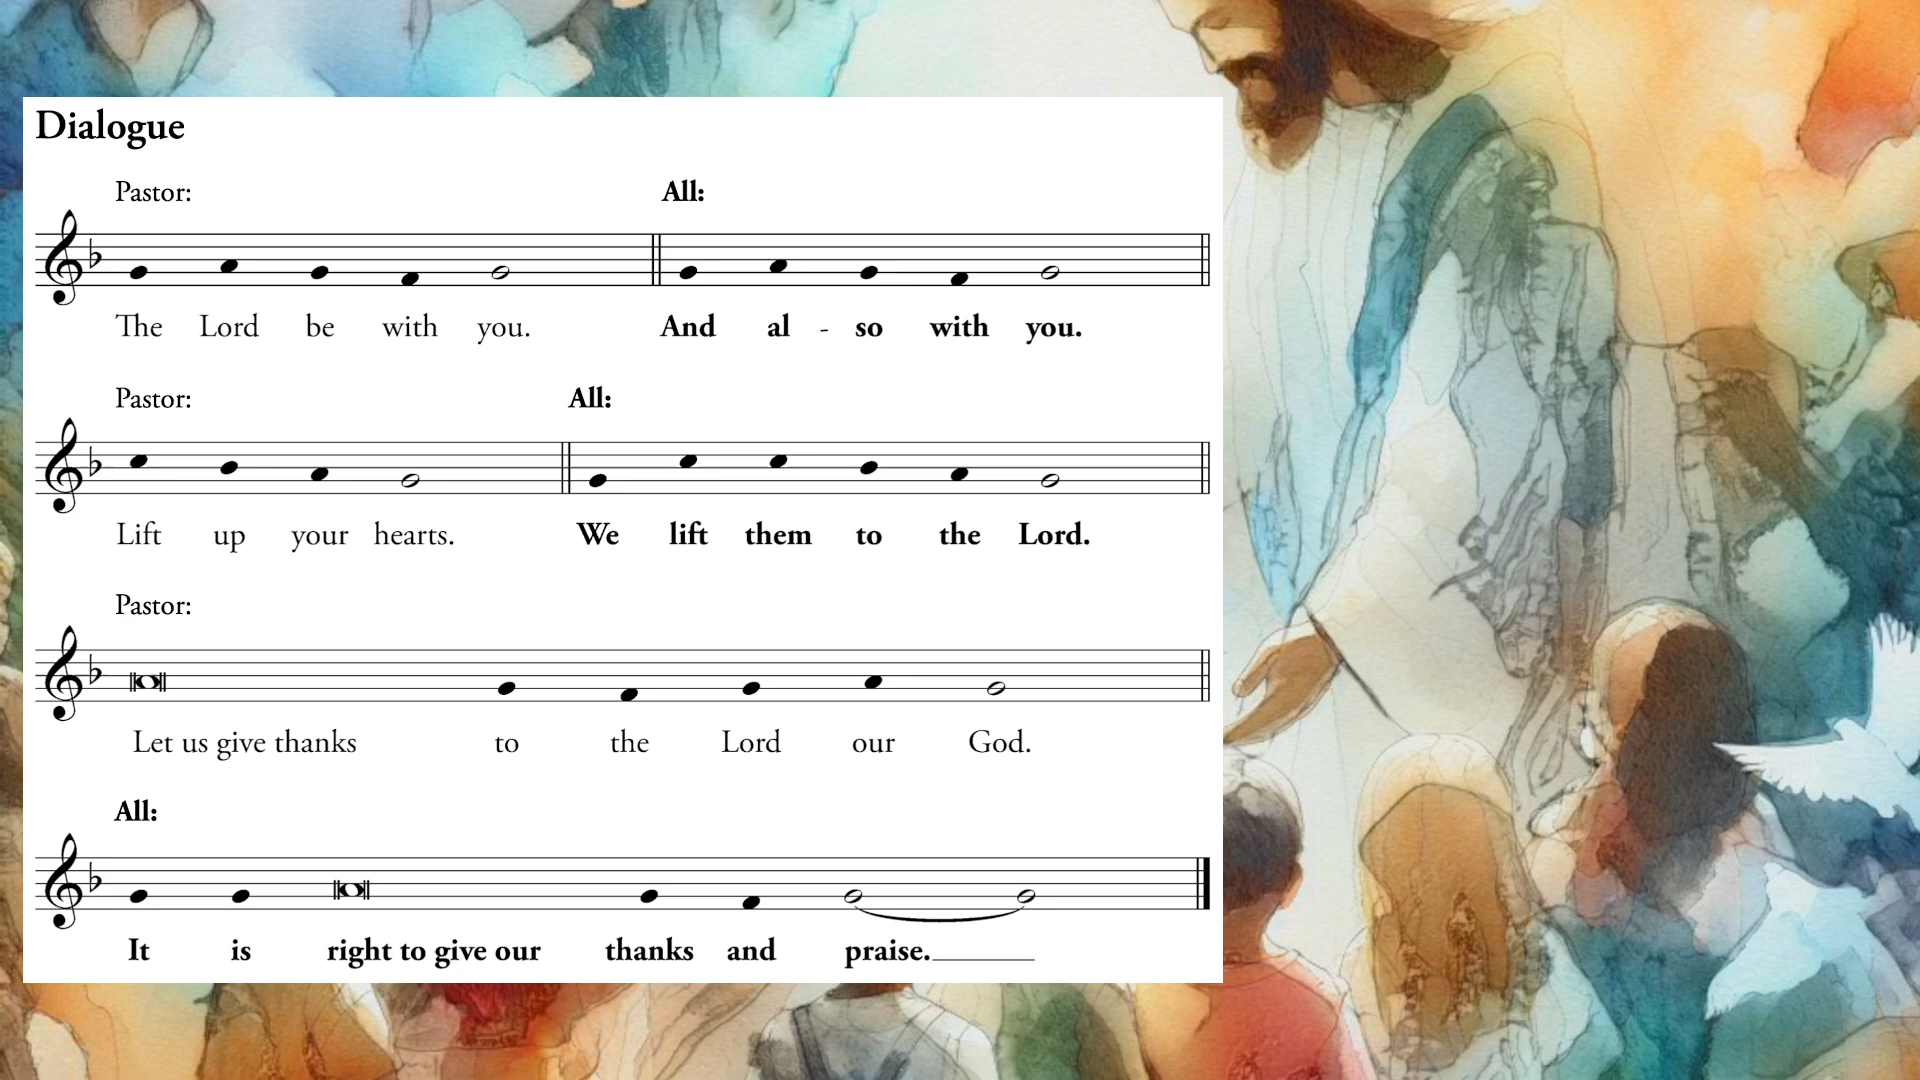 Dialogue
Pastor: All:
The Lord be with you. And al - so with you.
Pastor: All:
Lift up your hearts. We lift them to the Lord.
Pastor:
Let us give thanks to the Lord our God.
All:
It is right to give our thanks and praise.